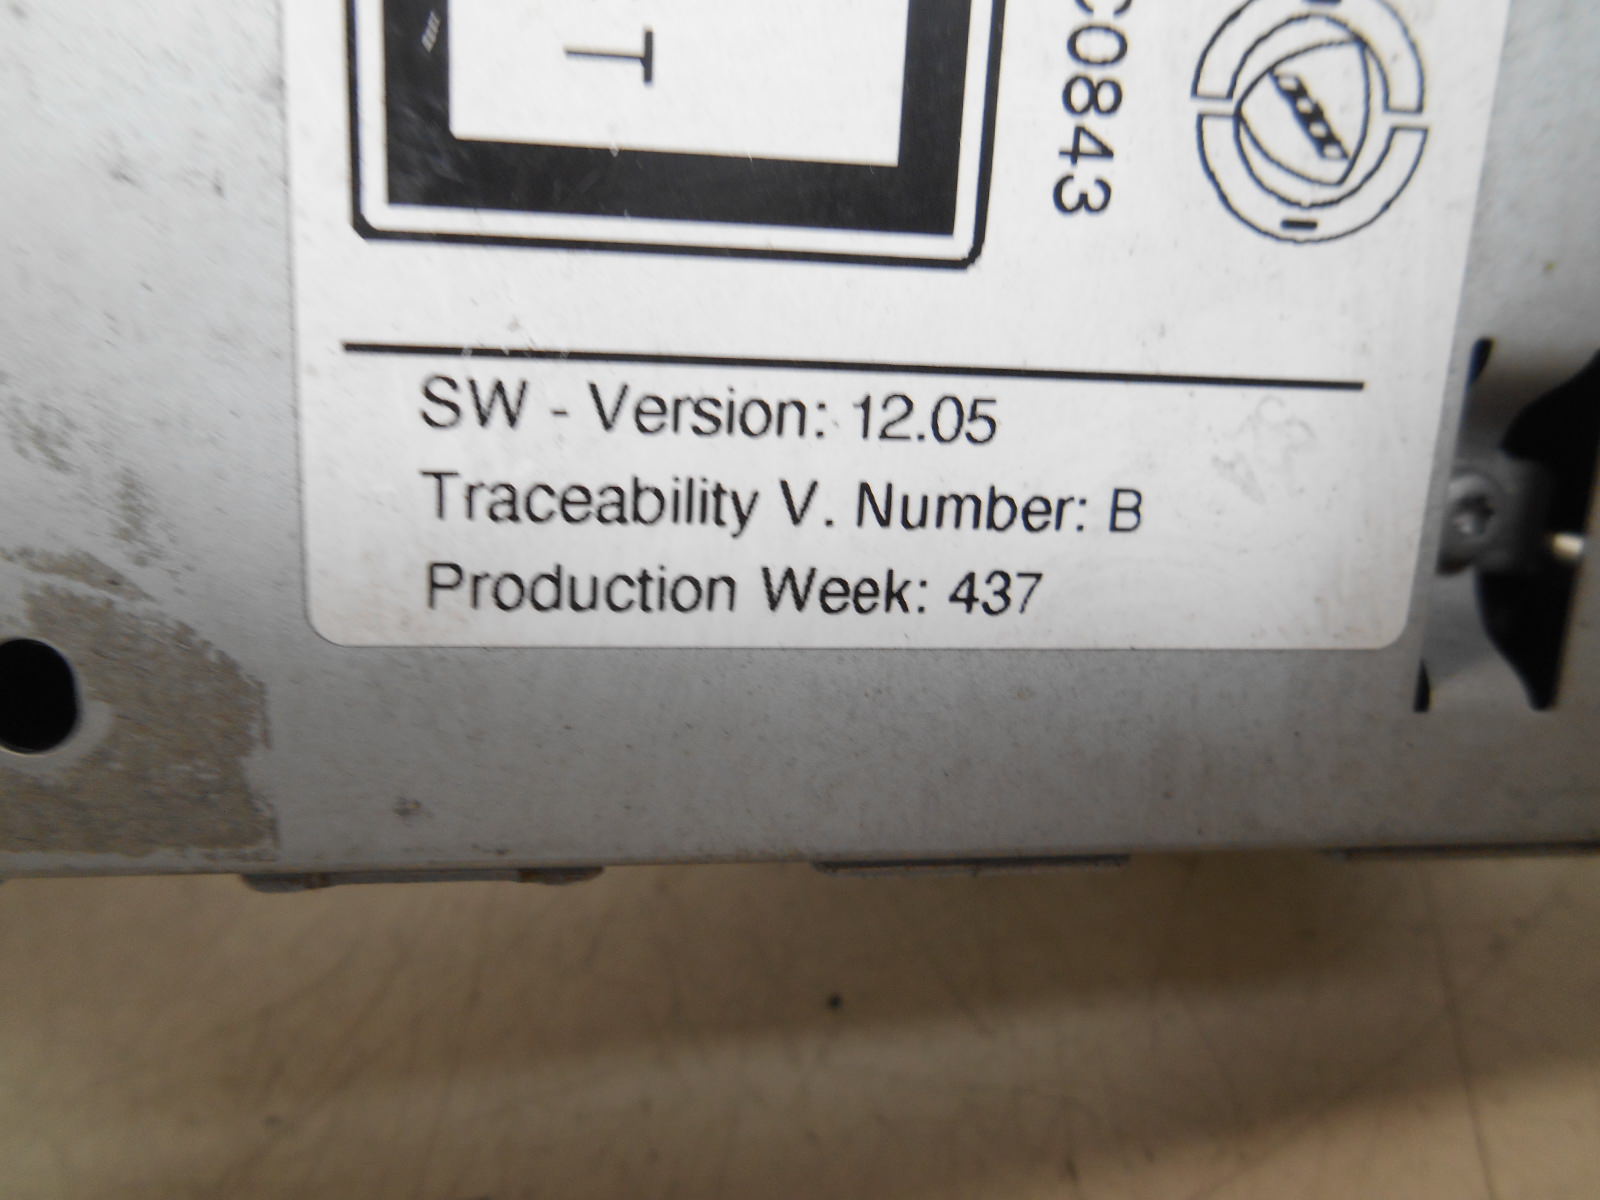 T
C0843
SW - Version: 12.05
Traceability V. Number: B
Production Week: 437